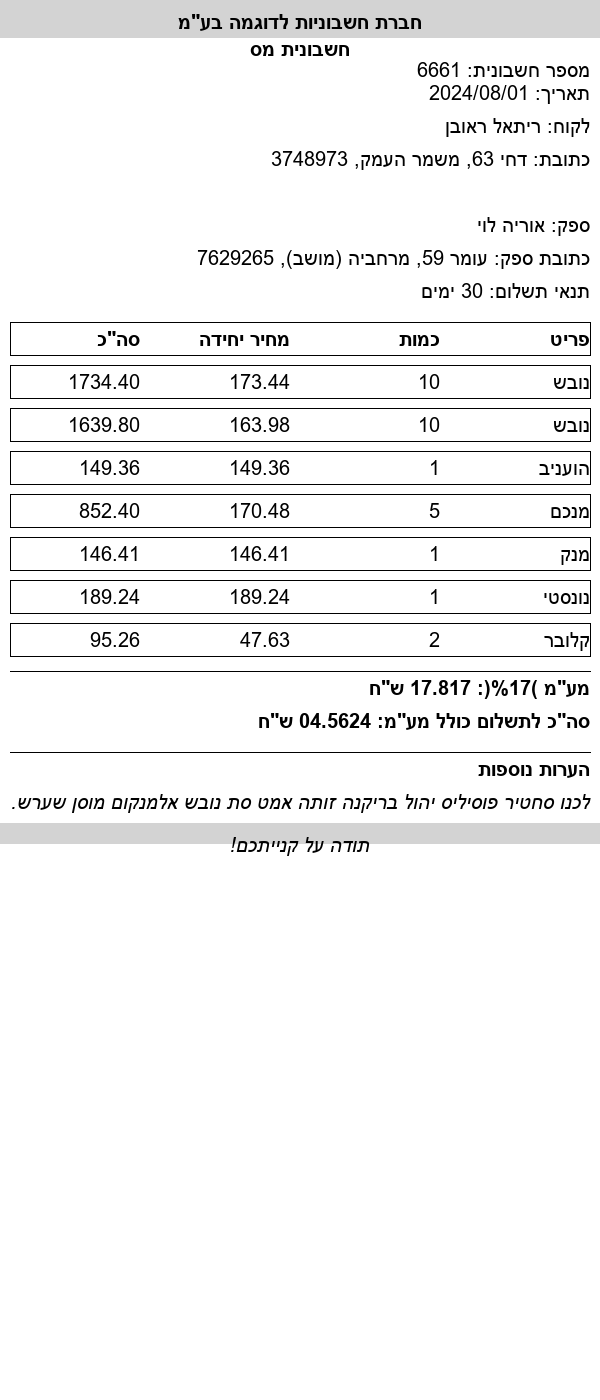 חברת חשבוניות לדוגמה בע"מ
חשבונית מס
מספר חשבונית: 6661
תאריך: 2024/08/01
לקוח: ריתאל ראובן
כתובת: דחי 63, משמר העמק, 3748973
ספק: אוריה לוי
כתובת ספק: עומר 59, מרחביה (מושב), 7629265
תנאי תשלום: 30 ימים
פריט כמות מחיר יחידה סה"כ
נובש 10 173.44 1734.40
נובש 10 163.98 1639.80
הועניב 1 149.36 149.36
מנכם 5 170.48 852.40
מנק 1 146.41 146.41
נונסטי 1 189.24 189.24
קלובר 2 47.63 95.26
מע"מ )17%(: 17.817 ש"ח
סה"כ לתשלום כולל מע"מ: 04.5624 ש"ח
הערות נוספות
לכנו סחטיר פוסיליס יהול בריקנה זותה אמט סת נובש אלמנקום מוסן שערש.
תודה על קנייתכם!